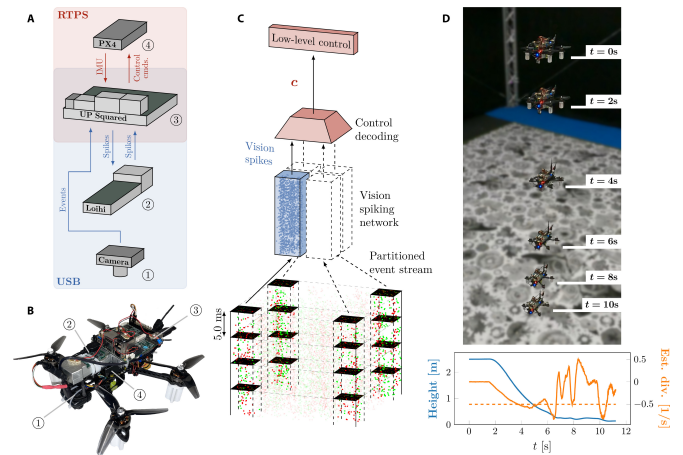 A
RTPS
PX4
④
IMU
Control
cmds.
UP Squared
③
Spikes
Spikes
Events
Loihi
②
Camera
①
USB
B
②
③
①
④
C
Low-level control
c
Control
decoding
Vision
spikes
Vision
spiking
network
Partitioned
event stream
5.0 ms
D
t = 0s
t = 2s
t = 4s
t = 6s
t = 8s
t = 10s
Height [m]
2
1
0
0.5
0
−0.5
Est. div. [1/s]
0 2 4 6 8 10 12
t [s]